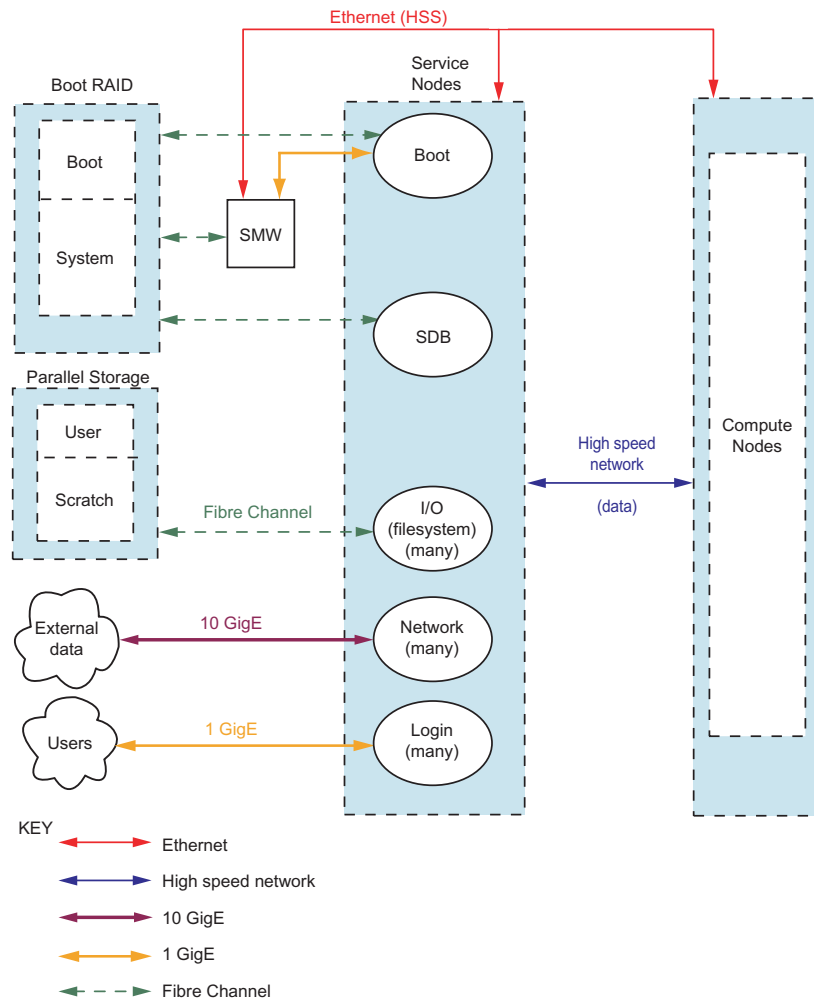 Ethernet (HSS)
Boot RAID
Service
Nodes
Boot
System
SMW
Boot
SDB
Parallel Storage
User
Scratch
Fibre Channel
I/O
(filesystem)
(many)
High speed
network
(data)
Compute
Nodes
External
data
10 GigE
Network
(many)
Users
1 GigE
Login
(many)
KEY
Ethernet
High speed network
10 GigE
1 GigE
Fibre Channel